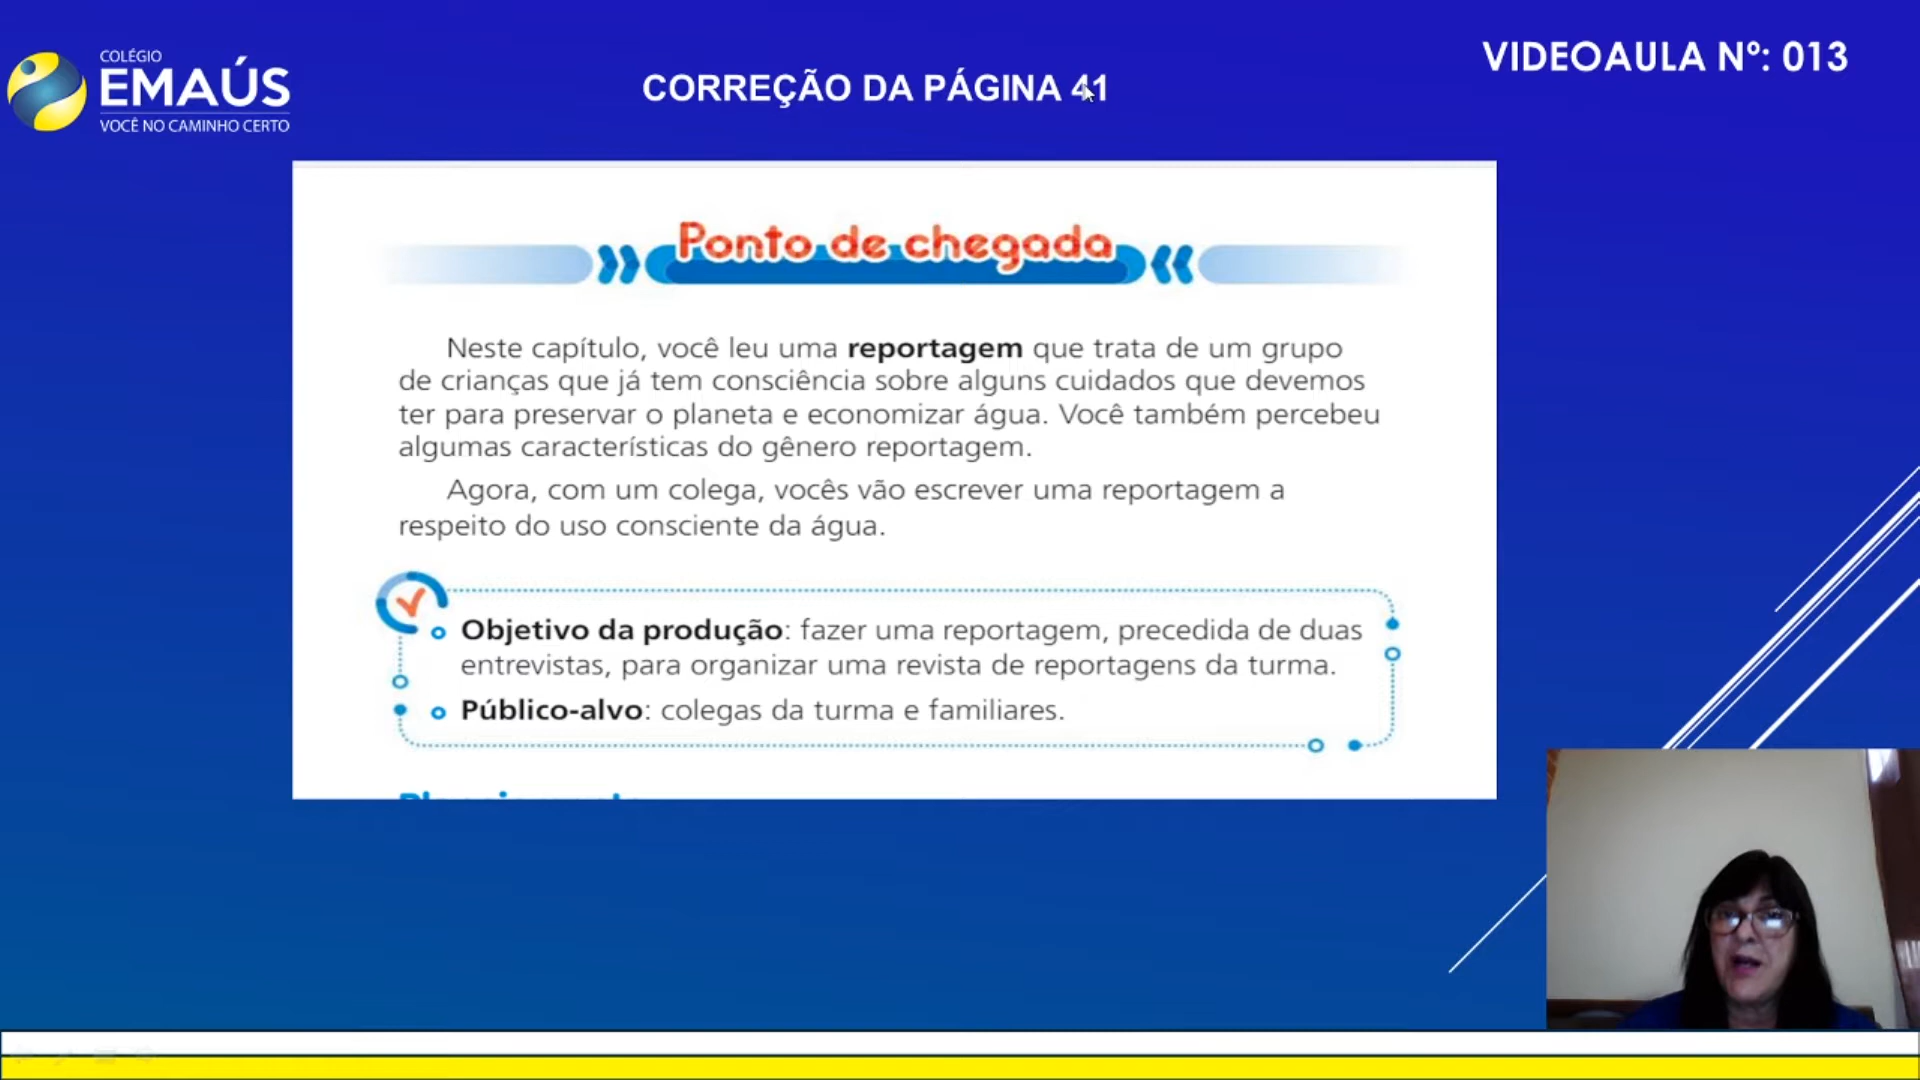 COLÉGIO
EMAÚS
VOCÊ NO CAMINHO CERTO
CORREÇÃO DA PÁGINA 41
VIDEOAULA Nº: 013
Ponto de chegada
Neste capítulo, você leu uma reportagem que trata de um grupo
de crianças que já tem consciência sobre alguns cuidados que devemos
ter para preservar o planeta e economizar água. Você também percebeu
algumas características do gênero reportagem.
Agora, com um colega, vocês vão escrever uma reportagem a
respeito do uso consciente da água.
Objetivo da produção: fazer uma reportagem, precedida de duas
entrevistas, para organizar uma revista de reportagens da turma.
Público-alvo: colegas da turma e familiares.